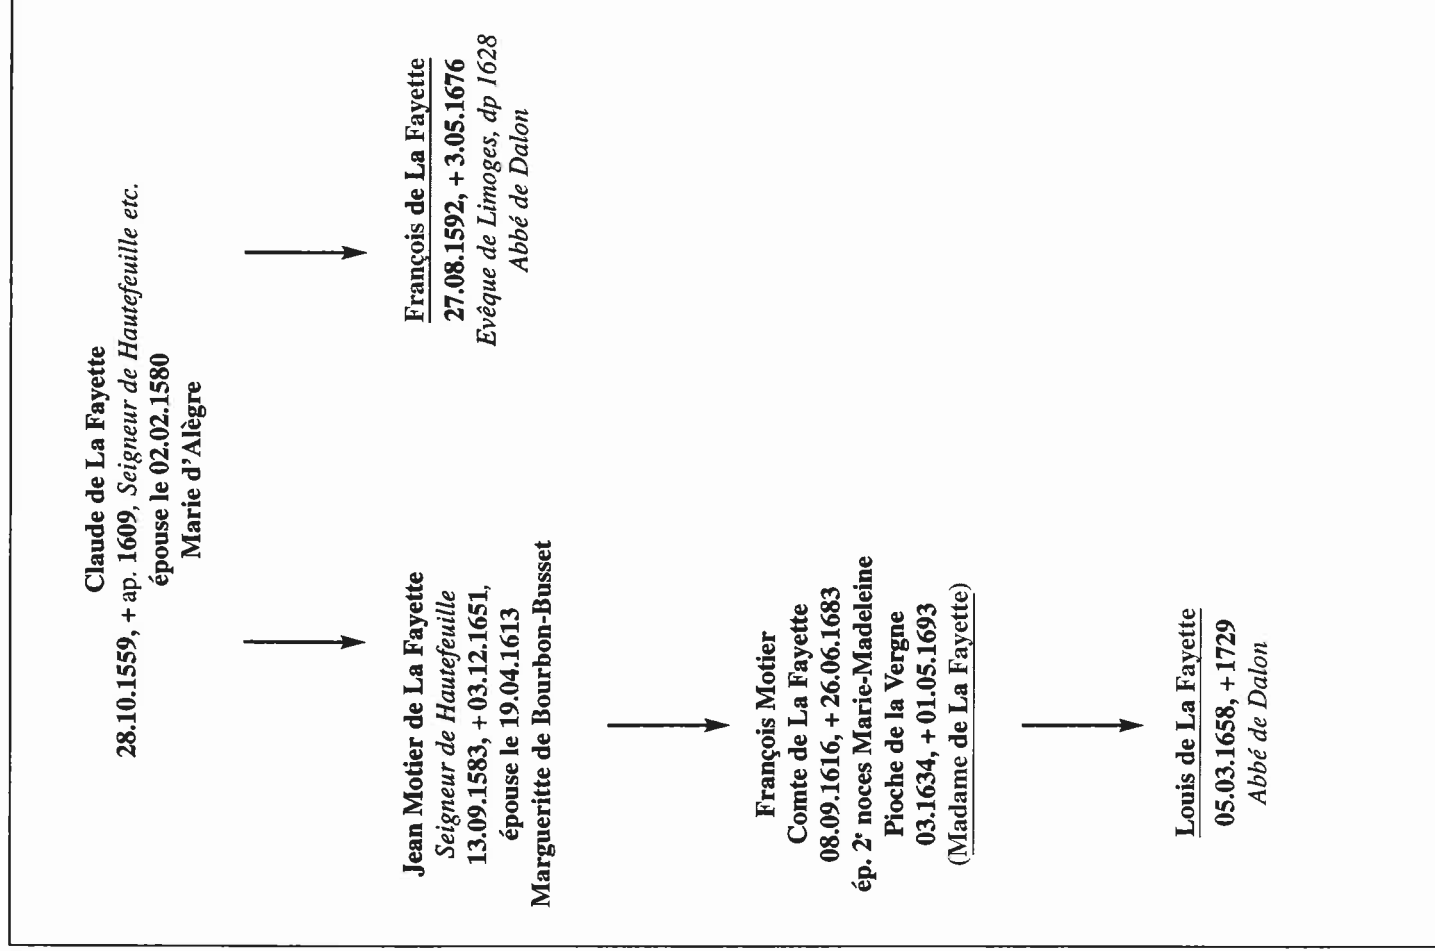 Claude de La Fayette
28.10.1559, + ap. 1609, Seigneur de Hautefeuille etc.
épouse le 02.02.1580
Marie d'Alègre
Jean Motier de La Fayette
Seigneur de Hautefeuille
13.09.1583, + 03.12.1651,
épouse le 19.04.1613
Margueritte de Bourbon-Busset
François de La Fayette
27.08.1592, + 3.05.1676
Evêque de Limoges, dp 1628
Abbé de Dalon
François Motier
Comte de La Fayette
08.09.1616, + 26.06.1683
ép. 2e noces Marie-Madeleine
Pioche de la Vergne
03.1634, + 01.05.1693
(Madame de La Fayette)
Louis de La Fayette
05.03.1658, +1729
Abbé de Dalon